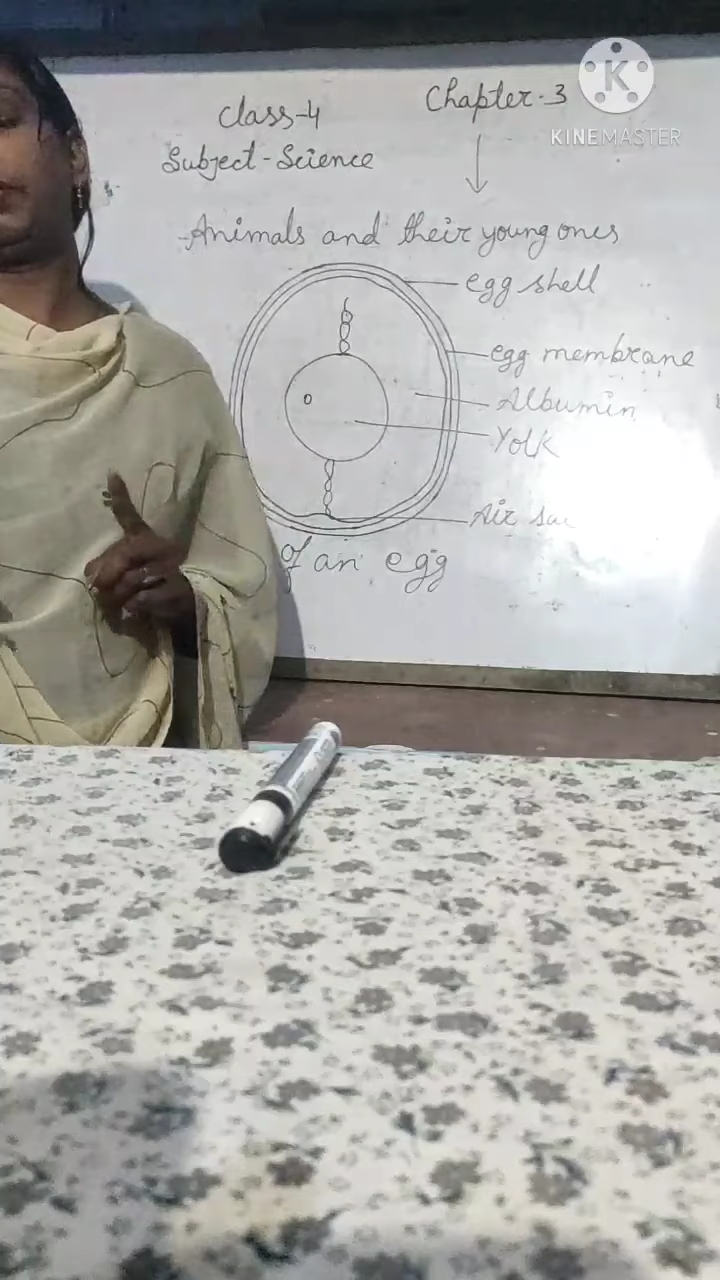 Class-4
Chapter-3
Subject-Science
Animals and their young ones
egg shell
egg membrane
Albumin
Yolk
Air
of an egg
K
KINEMASTER